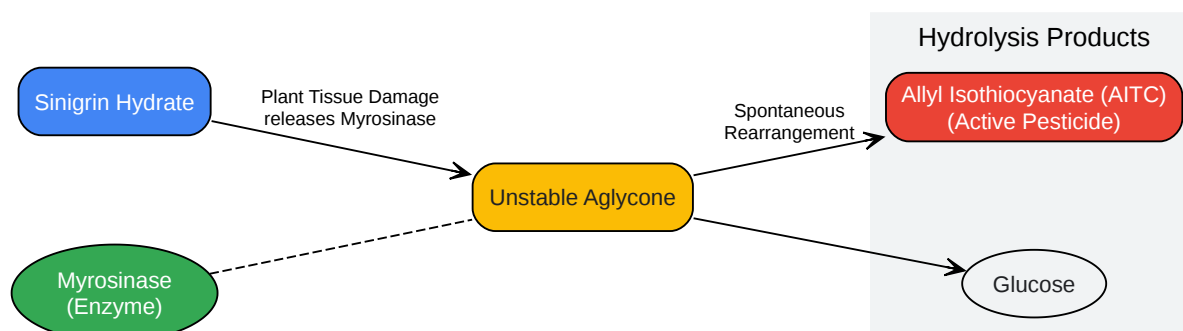 Hydrolysis Products
Sinigrin Hydrate
Plant Tissue Damage
releases Myrosinase
Spontaneous
Rearrangement
Allyl Isothiocyanate (AITC)
(Active Pesticide)
Unstable Aglycone
Myrosinase
(Enzyme)
Glucose